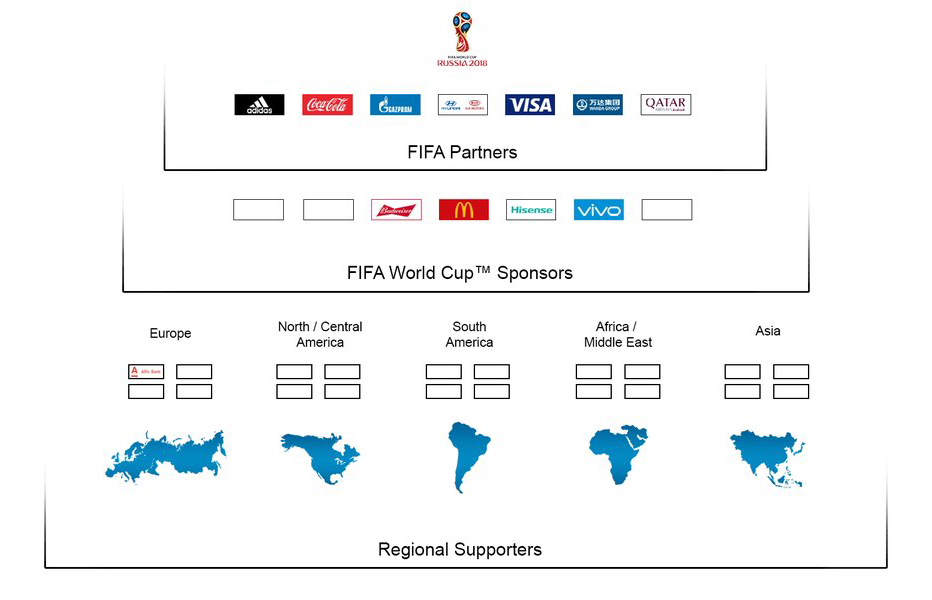 FIFA WORLD CUP
RUSSIA 2018
adidas
Coca-Cola
GAZPROM
HYUNDAI
KIA MOTORS
VISA
万达集团
WANDA GROUP
QATAR
FIFA Partners
Budweiser
Hisense
vivo
FIFA World Cup™ Sponsors
Europe
North / Central
America
South
America
Africa /
Middle East
Asia
A Alfa Bank
Regional Supporters